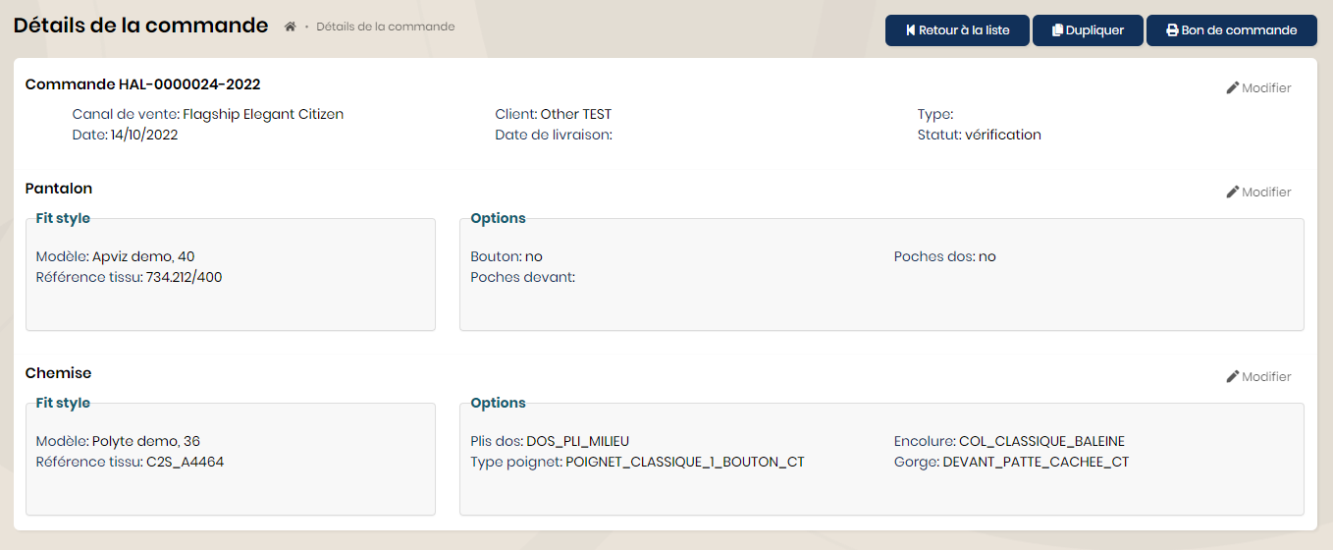 Détails de la commande • Détails de la commande
Retour à la liste Dupliquer Bon de commande
Commande HAL-0000024-2022 Modifier
Canal de vente: Flagship Elegant Citizen Client: Other TEST Type:
Date: 14/10/2022 Date de livraison: Statut: vérification
Pantalon Modifier
Fit style Options
Modèle: Apviz demo, 40 Bouton: no Poches dos: no
Référence tissu: 734.212/400 Poches devant:
Chemise Modifier
Fit style Options
Modèle: Polyte demo, 36 Plis dos: DOS_PLI_MILIEU Encolure: COL_CLASSIQUE_BALEINE
Référence tissu: C2S_A4464 Type poignet: POIGNET_CLASSIQUE_1_BOUTON_CT Gorge: DEVANT_PATTE_CACHEE_CT